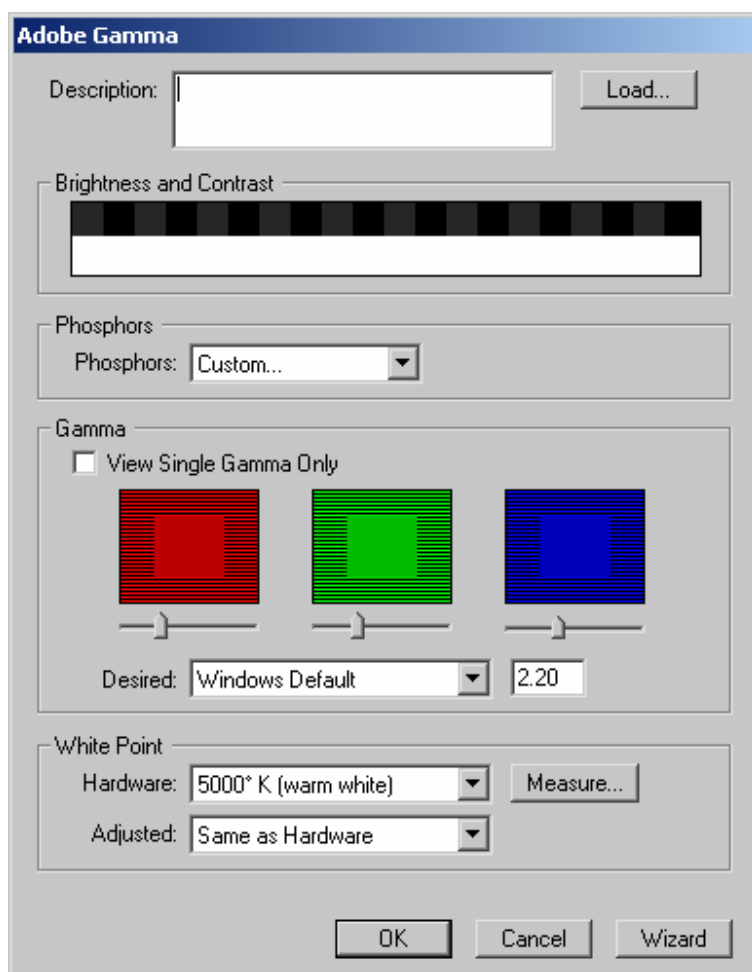 Adobe Gamma
Description:
Load...
Brightness and Contrast
Phosphors
Phosphors: Custom...
Gamma
View Single Gamma Only
Desired: Windows Default 2.20
White Point
Hardware: 5000° K (warm white) Measure...
Adjusted: Same as Hardware
OK Cancel Wizard